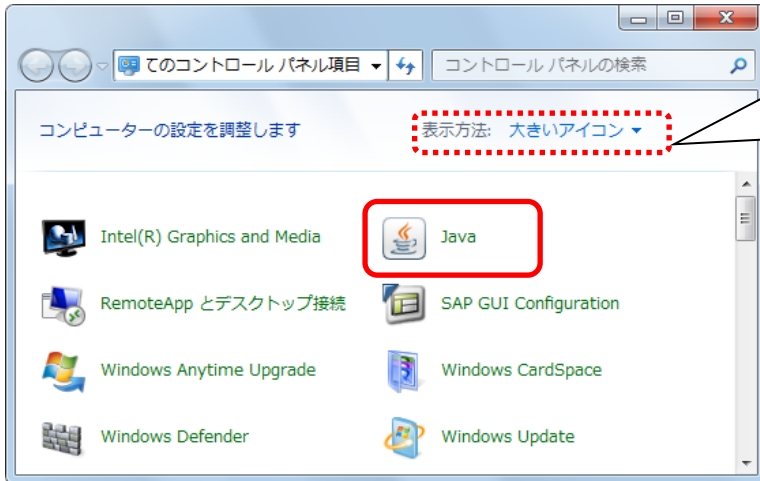 てのコントロール パネル項目
コントロール パネルの検索
コンピューターの設定を調整します
表示方法: 大きいアイコン
Intel(R) Graphics and Media
Java
RemoteApp とデスクトップ接続
SAP GUI Configuration
Windows Anytime Upgrade
Windows CardSpace
Windows Defender
Windows Update